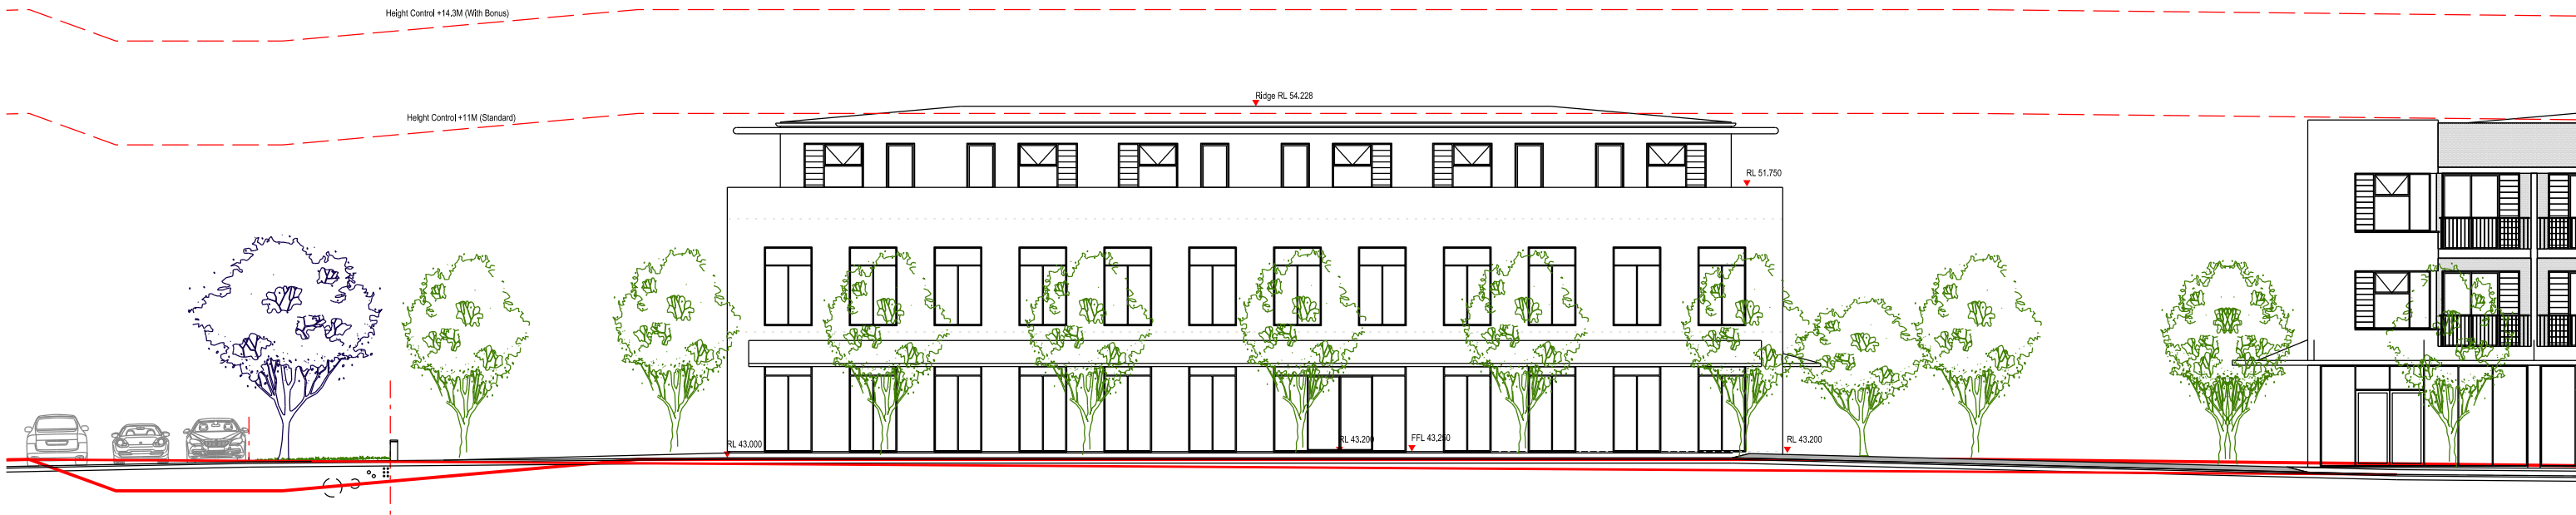 Height Control +14.3M (With Bonus)
Ridge RL 54.228
Height Control +11M (Standard)
RL 51.750
RL 43.000
RL 43.200
FFL 43.250
RL 43.200